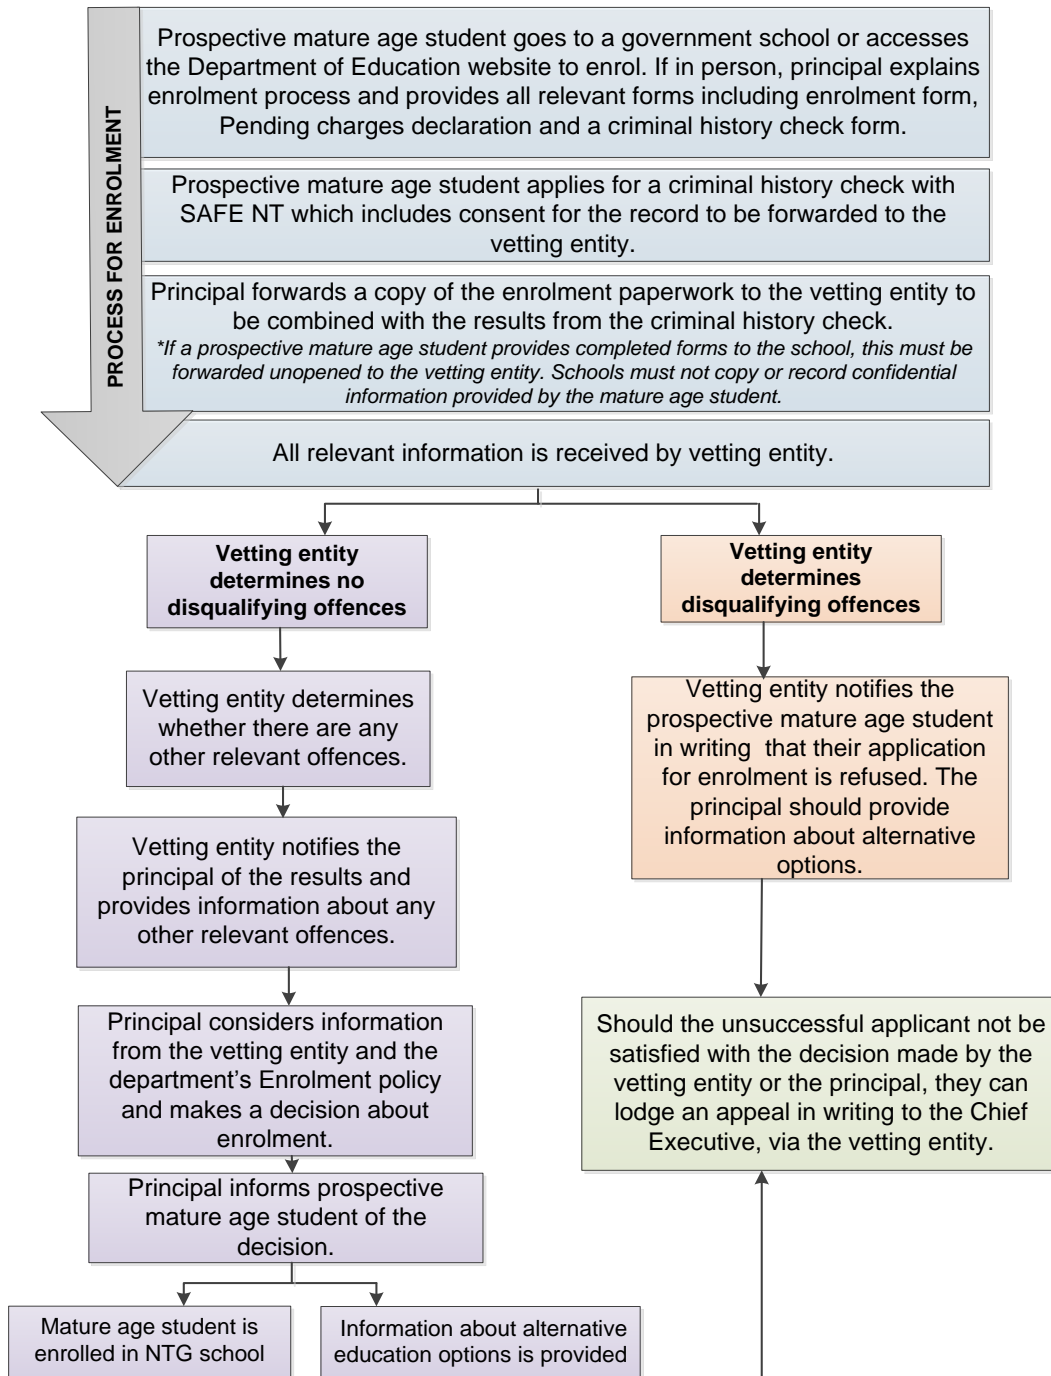 PROCESS FOR ENROLMENT
Prospective mature age student goes to a government school or accesses
the Department of Education website to enrol. If in person, principal explains
enrolment process and provides all relevant forms including enrolment form,
Pending charges declaration and a criminal history check form.
Prospective mature age student applies for a criminal history check with
SAFE NT which includes consent for the record to be forwarded to the
vetting entity.
Principal forwards a copy of the enrolment paperwork to the vetting entity to
be combined with the results from the criminal history check.
*If a prospective mature age student provides completed forms to the school, this must be
forwarded unopened to the vetting entity. Schools must not copy or record confidential
information provided by the mature age student.
All relevant information is received by vetting entity.
Vetting entity
determines no
disqualifying offences
Vetting entity
determines
disqualifying offences
Vetting entity determines
whether there are any
other relevant offences.
Vetting entity notifies the
prospective mature age student
in writing  that their application
for enrolment is refused. The
principal should provide
information about alternative
options.
Vetting entity notifies the
principal of the results and
provides information about any
other relevant offences.
Principal considers information
from the vetting entity and the
department’s Enrolment policy
and makes a decision about
enrolment.
Should the unsuccessful applicant not be
satisfied with the decision made by the
vetting entity or the principal, they can
lodge an appeal in writing to the Chief
Executive, via the vetting entity.
Principal informs prospective
mature age student of the
decision.
Mature age student is
enrolled in NTG school
Information about alternative
education options is provided